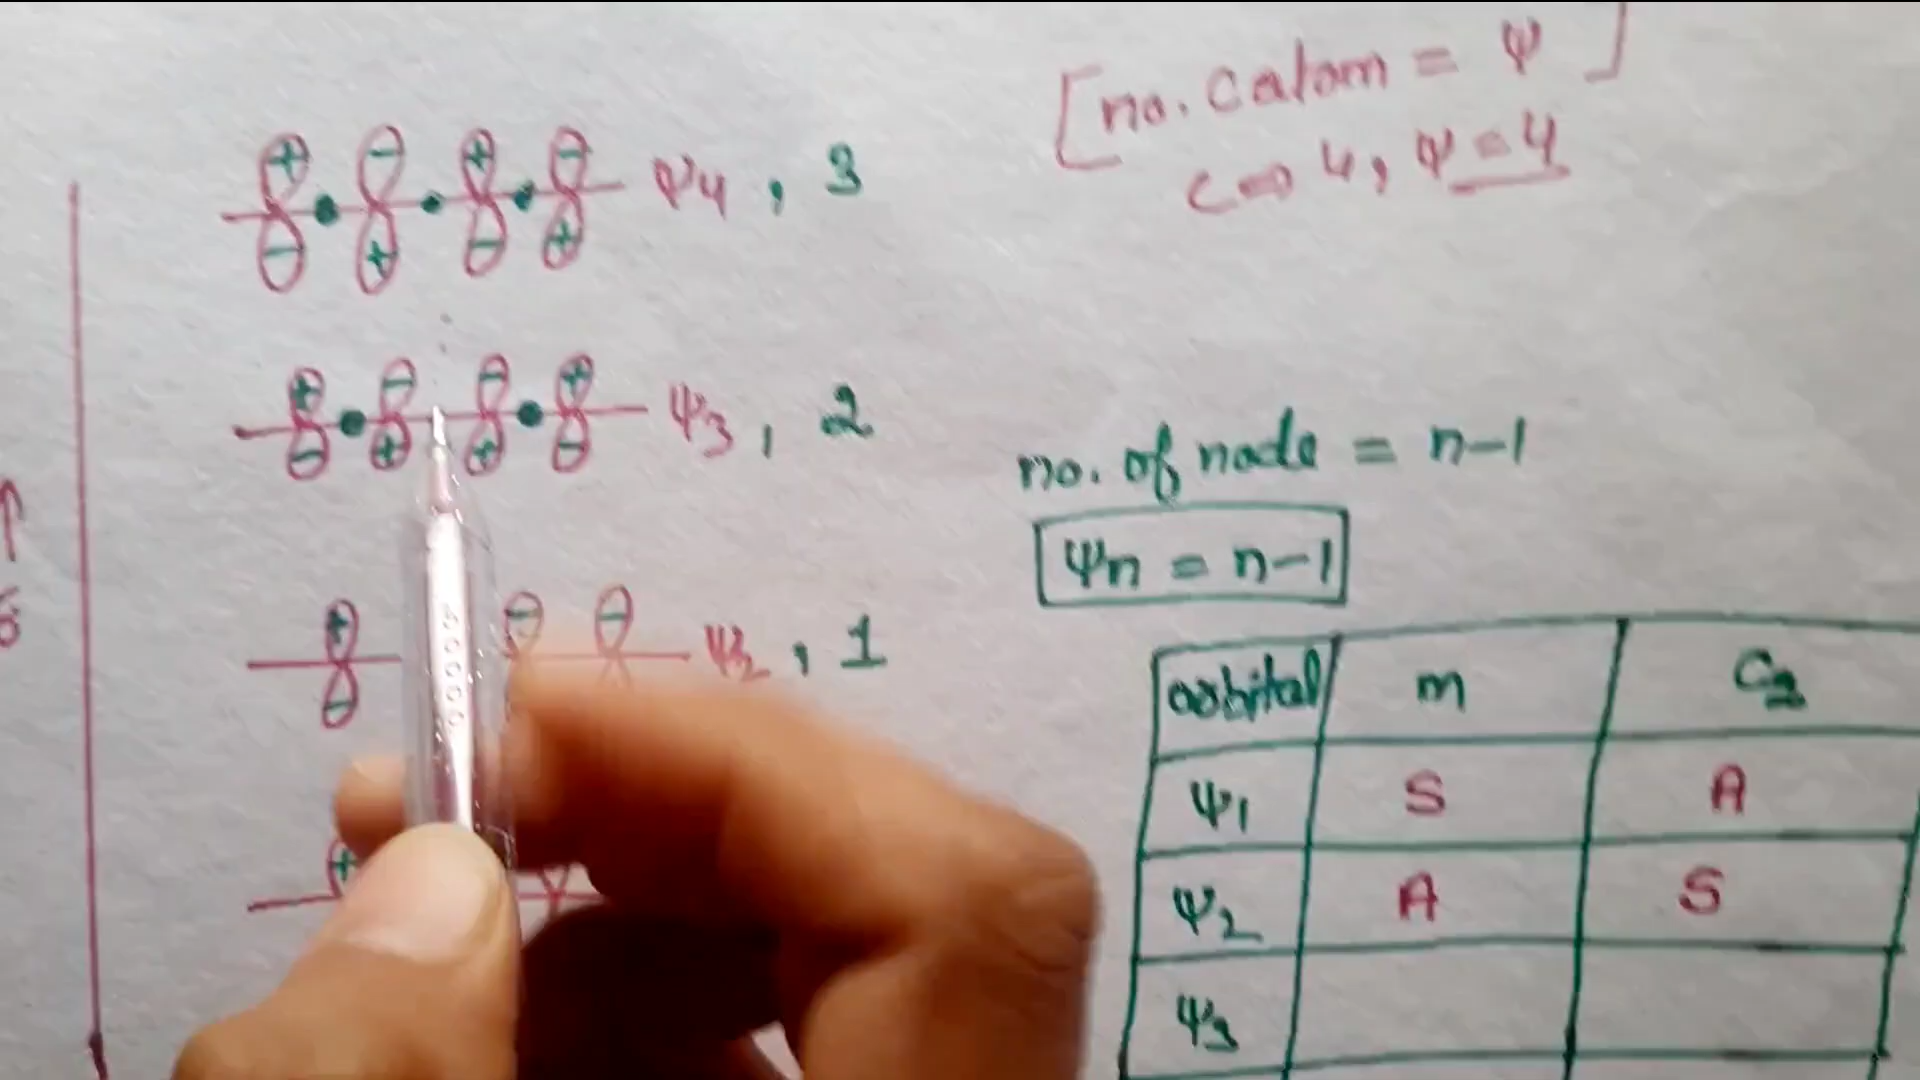 [no. C atom = ψ ]
C ⇒ 4, ψ = 4
+ - + - ψ4 , 3
- + - +
+ - - + ψ3 , 2
- + + -
+ - - ψ2 , 1
-
+
no. of node = n-1
ψn = n-1
orbital m C2
ψ1 S A
ψ2 A S
ψ3